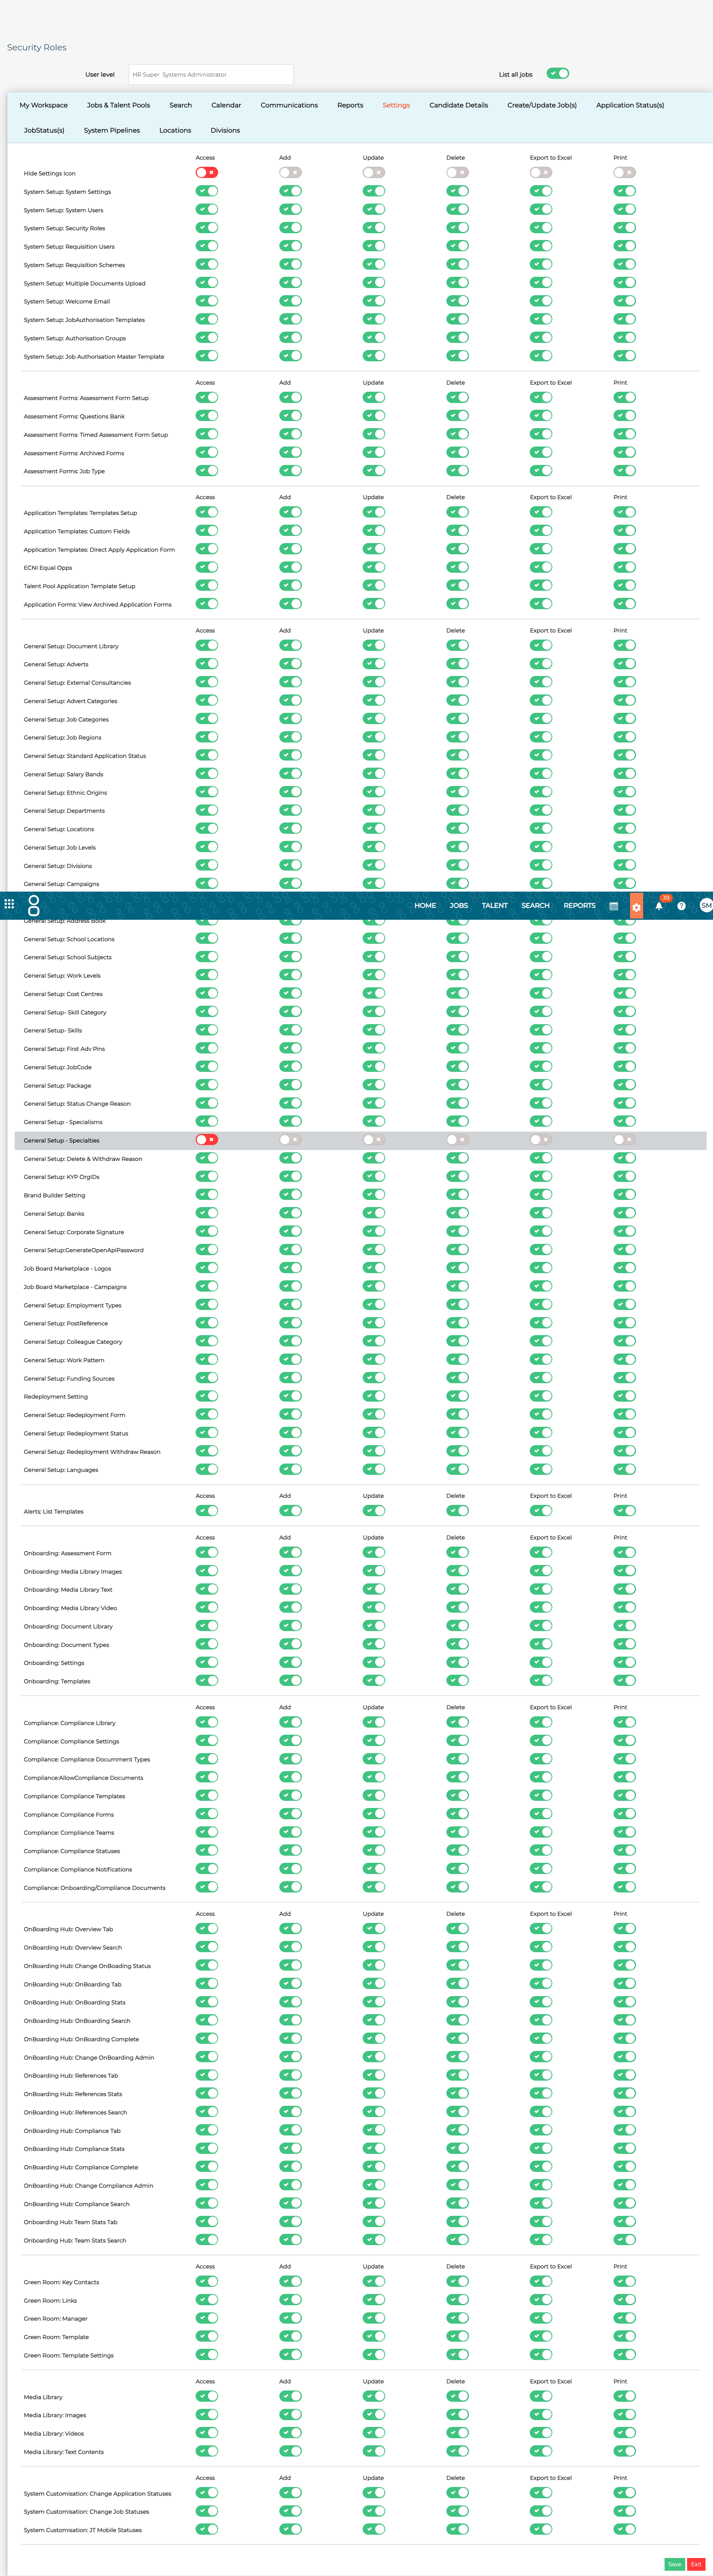 Security Roles
User level HR Super Systems Administrator List all jobs
My Workspace Jobs & Talent Pools Search Calendar Communications Reports Settings Candidate Details Create/Update Job(s) Application Status(s)
JobStatus(s) System Pipelines Locations Divisions
Access Add Update Delete Export to Excel Print
Hide Settings Icon
System Setup: System Settings
System Setup: System Users
System Setup: Security Roles
System Setup: Requisition Users
System Setup: Requisition Schemes
System Setup: Multiple Documents Upload
System Setup: Welcome Email
System Setup: JobAuthorisation Templates
System Setup: Authorisation Groups
System Setup: Job Authorisation Master Template
Access Add Update Delete Export to Excel Print
Assessment Forms: Assessment Form Setup
Assessment Forms: Questions Bank
Assessment Forms: Timed Assessment Form Setup
Assessment Forms: Archived Forms
Assessment Forms: Job Type
Access Add Update Delete Export to Excel Print
Application Templates: Templates Setup
Application Templates: Custom Fields
Application Templates: Direct Apply Application Form
ECNI Equal Opps
Talent Pool Application Template Setup
Application Forms: View Archived Application Forms
Access Add Update Delete Export to Excel Print
General Setup: Document Library
General Setup: Adverts
General Setup: External Consultancies
General Setup: Advert Categories
General Setup: Job Categories
General Setup: Job Regions
General Setup: Standard Application Status
General Setup: Salary Bands
General Setup: Ethnic Origins
General Setup: Departments
General Setup: Locations
General Setup: Job Levels
General Setup: Divisions
General Setup: Campaigns
HOME JOBS TALENT SEARCH REPORTS 39 SM
General Setup: Address Book
General Setup: School Locations
General Setup: School Subjects
General Setup: Work Levels
General Setup: Cost Centres
General Setup- Skill Category
General Setup- Skills
General Setup: First Adv PIns
General Setup: JobCode
General Setup: Package
General Setup: Status Change Reason
General Setup - Specialisms
General Setup - Specialties
General Setup: Delete & Withdraw Reason
General Setup: KYP OrgIDs
Brand Builder Setting
General Setup: Banks
General Setup: Corporate Signature
General Setup:GenerateOpenApiPassword
Job Board Marketplace - Logos
Job Board Marketplace - Campaigns
General Setup: Employment Types
General Setup: PostReference
General Setup: Colleague Category
General Setup: Work Pattern
General Setup: Funding Sources
Redeployment Setting
General Setup: Redeployment Form
General Setup: Redeployment Status
General Setup: Redeployment Withdraw Reason
General Setup: Languages
Access Add Update Delete Export to Excel Print
Alerts: List Templates
Access Add Update Delete Export to Excel Print
Onboarding: Assessment Form
Onboarding: Media Library Images
Onboarding: Media Library Text
Onboarding: Media Library Video
Onboarding: Document Library
Onboarding: Document Types
Onboarding: Settings
Onboarding: Templates
Access Add Update Delete Export to Excel Print
Compliance: Compliance Library
Compliance: Compliance Settings
Compliance: Compliance Docummment Types
Compliance:AllowCompliance Documents
Compliance: Compliance Templates
Compliance: Compliance Forms
Compliance: Compliance Teams
Compliance: Compliance Statuses
Compliance: Compliance Notifications
Compliance: Onboarding/Compliance Documents
Access Add Update Delete Export to Excel Print
OnBoarding Hub: Overview Tab
OnBoarding Hub: Overview Search
OnBoarding Hub: Change OnBoading Status
OnBoarding Hub: OnBoarding Tab
OnBoarding Hub: OnBoarding Stats
OnBoarding Hub: OnBoarding Search
OnBoarding Hub: OnBoarding Complete
OnBoarding Hub: Change OnBoarding Admin
OnBoarding Hub: References Tab
OnBoarding Hub: References Stats
OnBoarding Hub: References Search
OnBoarding Hub: Compliance Tab
OnBoarding Hub: Compliance Stats
OnBoarding Hub: Compliance Complete
OnBoarding Hub: Change Compliance Admin
OnBoarding Hub: Compliance Search
Onboarding Hub: Team Stats Tab
Onboarding Hub: Team Stats Search
Access Add Update Delete Export to Excel Print
Green Room: Key Contacts
Green Room: Links
Green Room: Manager
Green Room: Template
Green Room: Template Settings
Access Add Update Delete Export to Excel Print
Media Library
Media Library: Images
Media Library: Videos
Media Library: Text Contents
Access Add Update Delete Export to Excel Print
System Customisation: Change Application Statuses
System Customisation: Change Job Statuses
System Customisation: JT Mobile Statuses
Save Exit